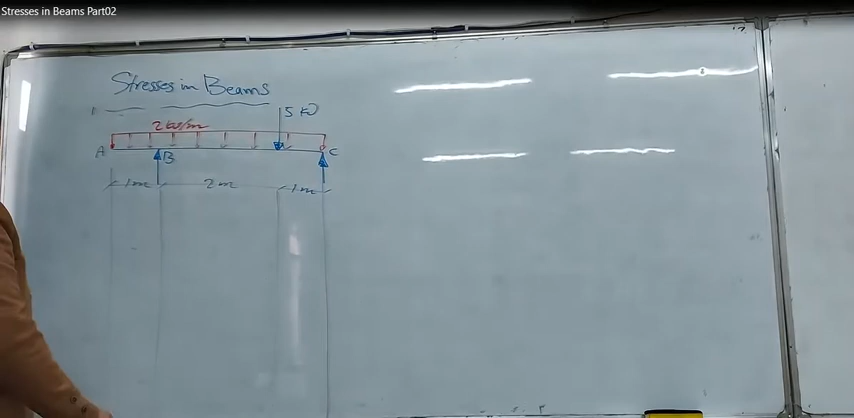 Stresses in Beams Part02
Stresses in Beams
5 kN
2 kN/m
A
B
C
1m
2m
1m